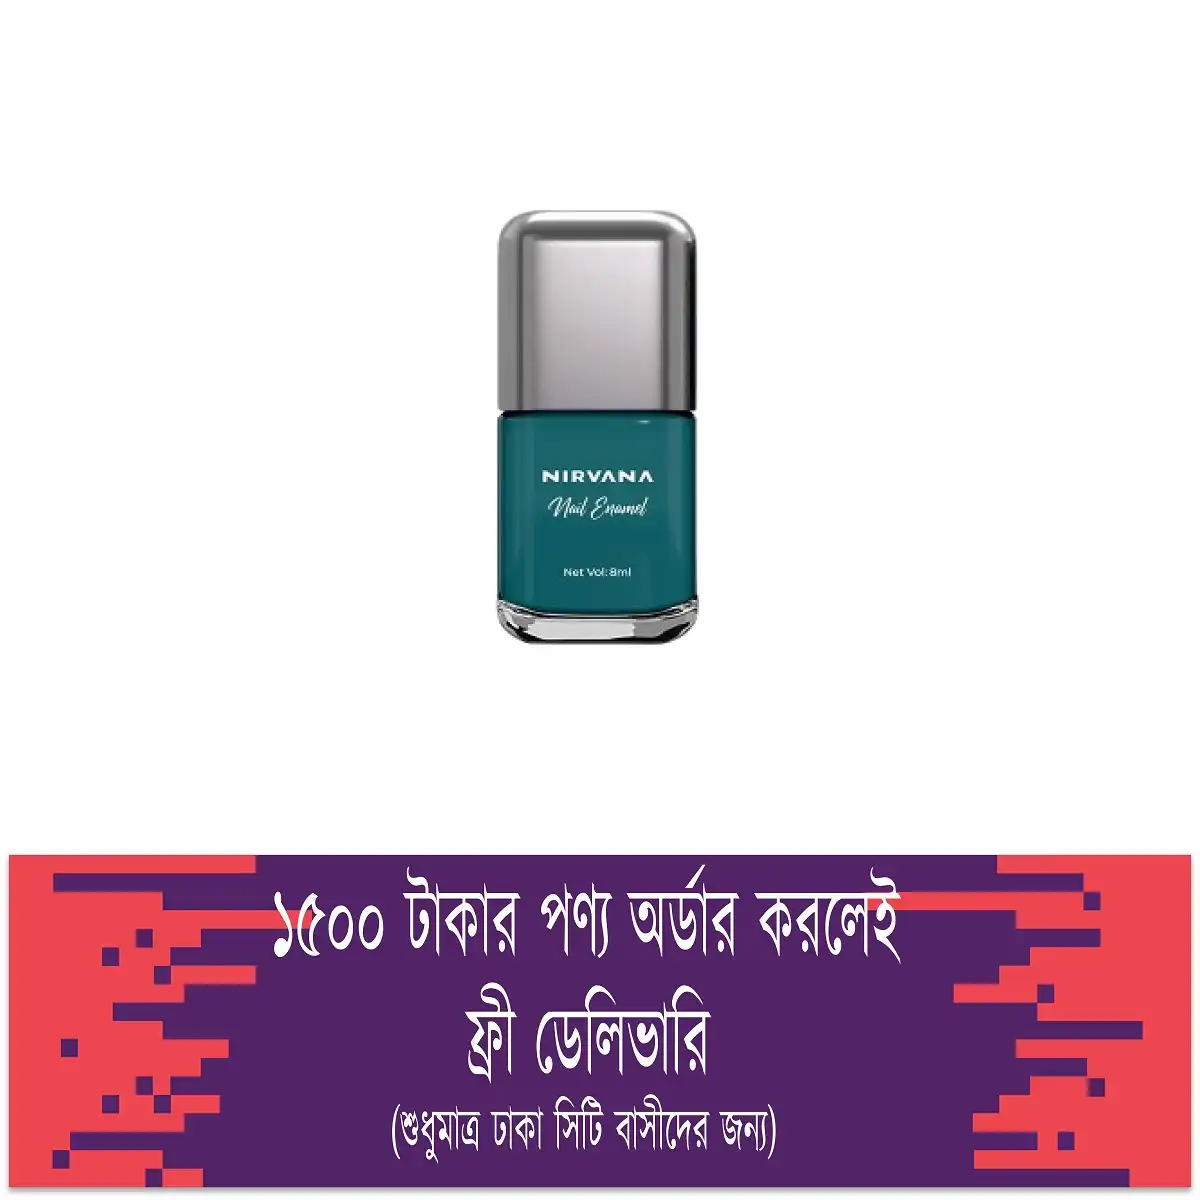 NIRVANA
Nail Enamel
Net Vol: 8ml
১৫০০ টাকার পণ্য অর্ডার করলেই
ফ্রী ডেলিভারি
(শুধুমাত্র ঢাকা সিটি বাসীদের জন্য)